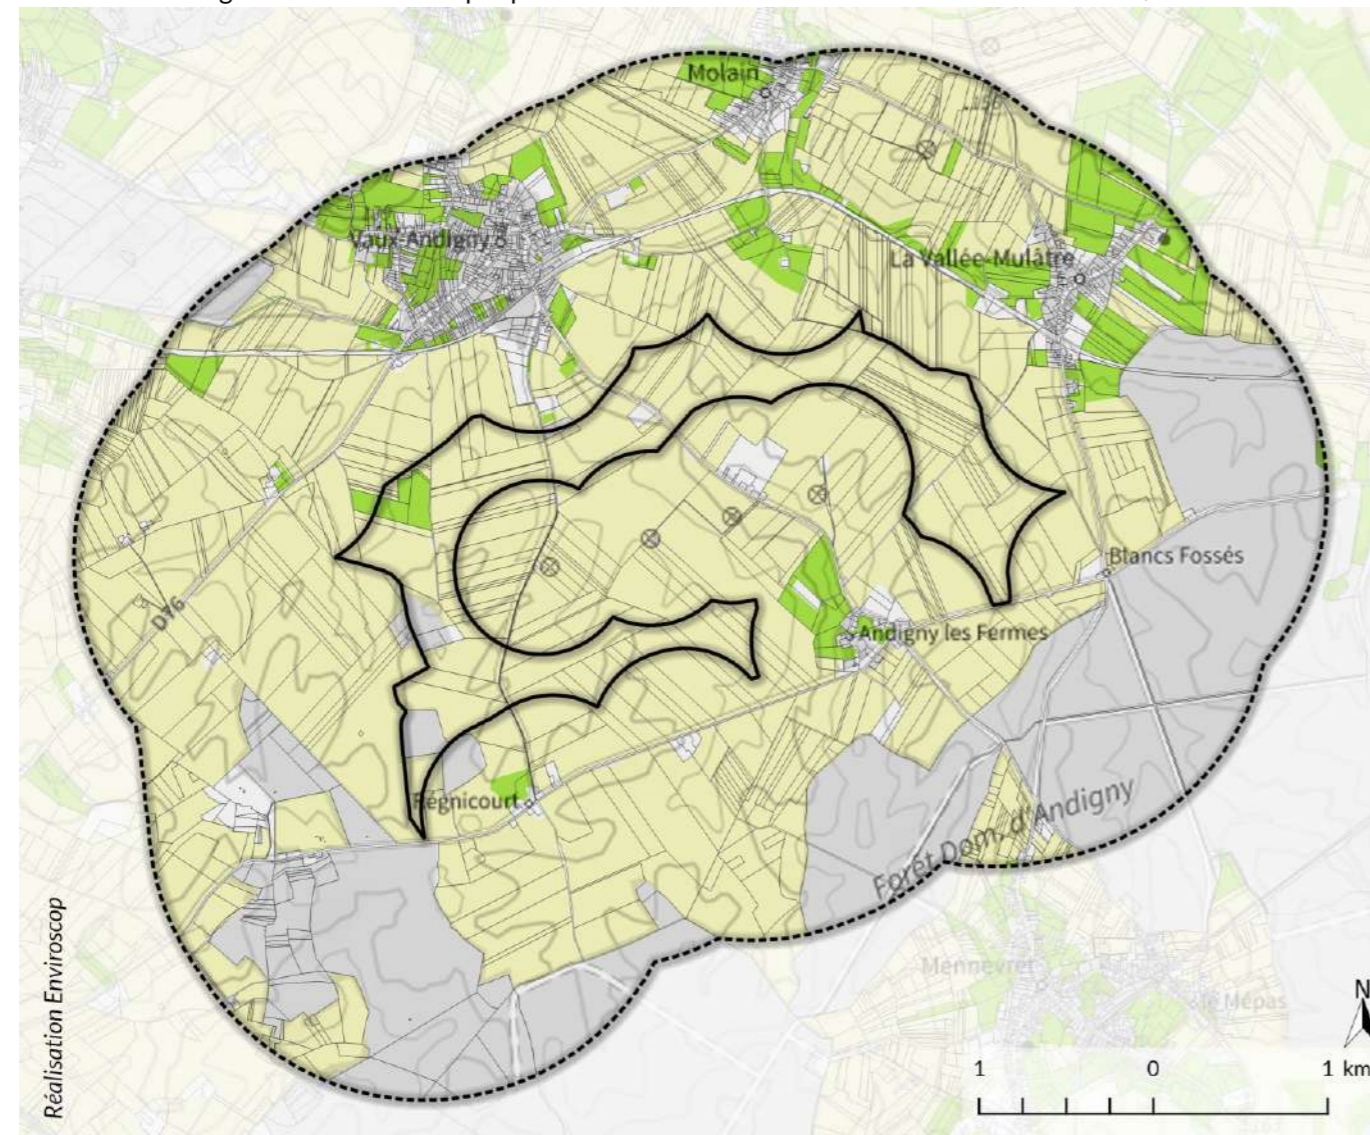 Molain
155
Vaux-Andigny
La Vallée-Mulâtre
D76
Blancs Fossés
Andigny les Fermes
Régnicourt
Forêt Dom. d'Andigny
Mennevret
le Mépas
Réalisation Enviroscop
N
1 0 1 km